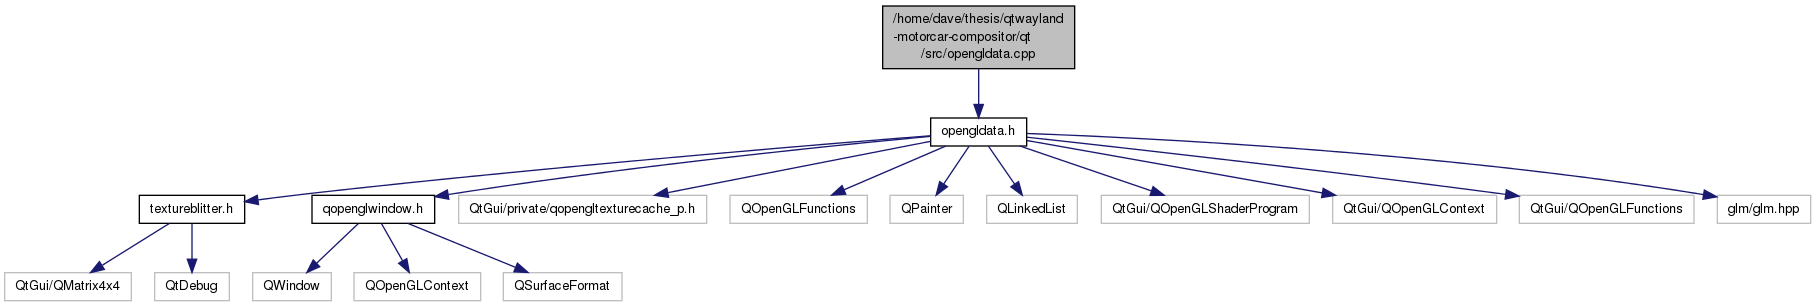 /home/dave/thesis/qtwayland
-motorcar-compositor/qt
/src/opengldata.cpp
opengldata.h
textureblitter.h
qopenglwindow.h
QtGui/private/qopengltexturecache_p.h
QOpenGLFunctions
QPainter
QLinkedList
QtGui/QOpenGLShaderProgram
QtGui/QOpenGLContext
QtGui/QOpenGLFunctions
glm/glm.hpp
QtGui/QMatrix4x4
QtDebug
QWindow
QOpenGLContext
QSurfaceFormat